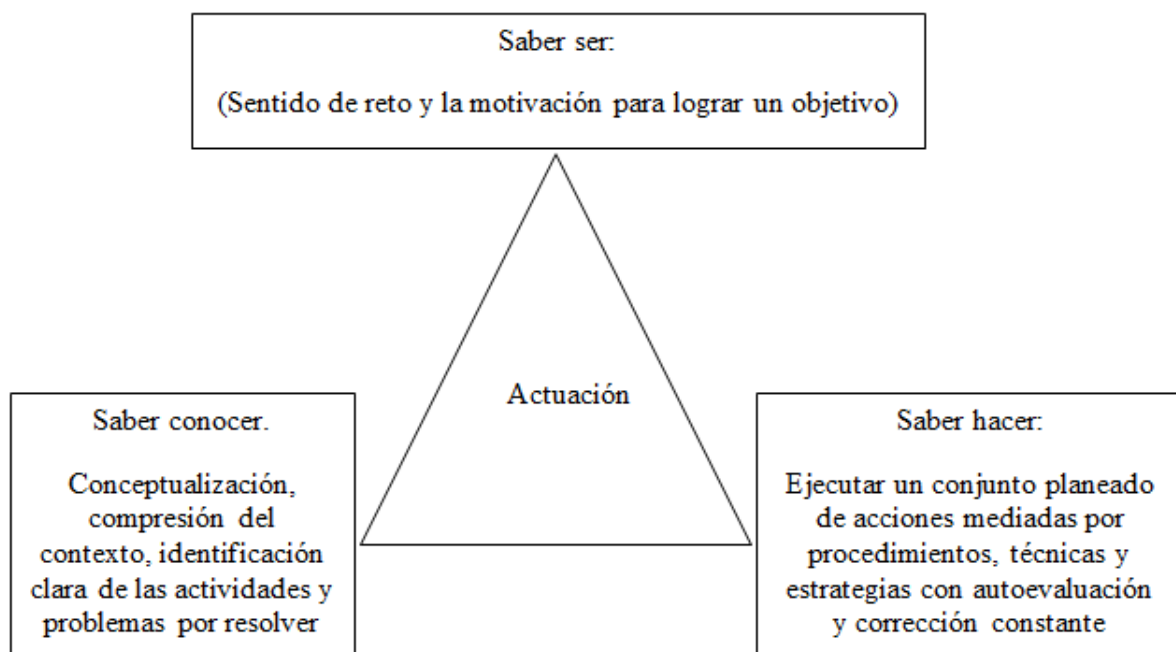 Saber ser:
(Sentido de reto y la motivación para lograr un objetivo)
Actuación
Saber conocer.
Conceptualización,
compresión del
contexto, identificación
clara de las actividades y
problemas por resolver
Saber hacer:
Ejecutar un conjunto planeado
de acciones mediadas por
procedimientos, técnicas y
estrategias con autoevaluación
y corrección constante